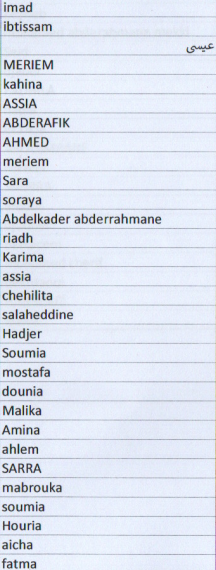 imad
ibtissam
عيسى
MERIEM
kahina
ASSIA
ABDERAFIK
AHMED
meriem
Sara
soraya
Abdelkader abderrahmane
riadh
Karima
assia
chehilita
salaheddine
Hadjer
Soumia
mostafa
dounia
Malika
Amina
ahlem
SARRA
mabrouka
soumia
Houria
aicha
fatma